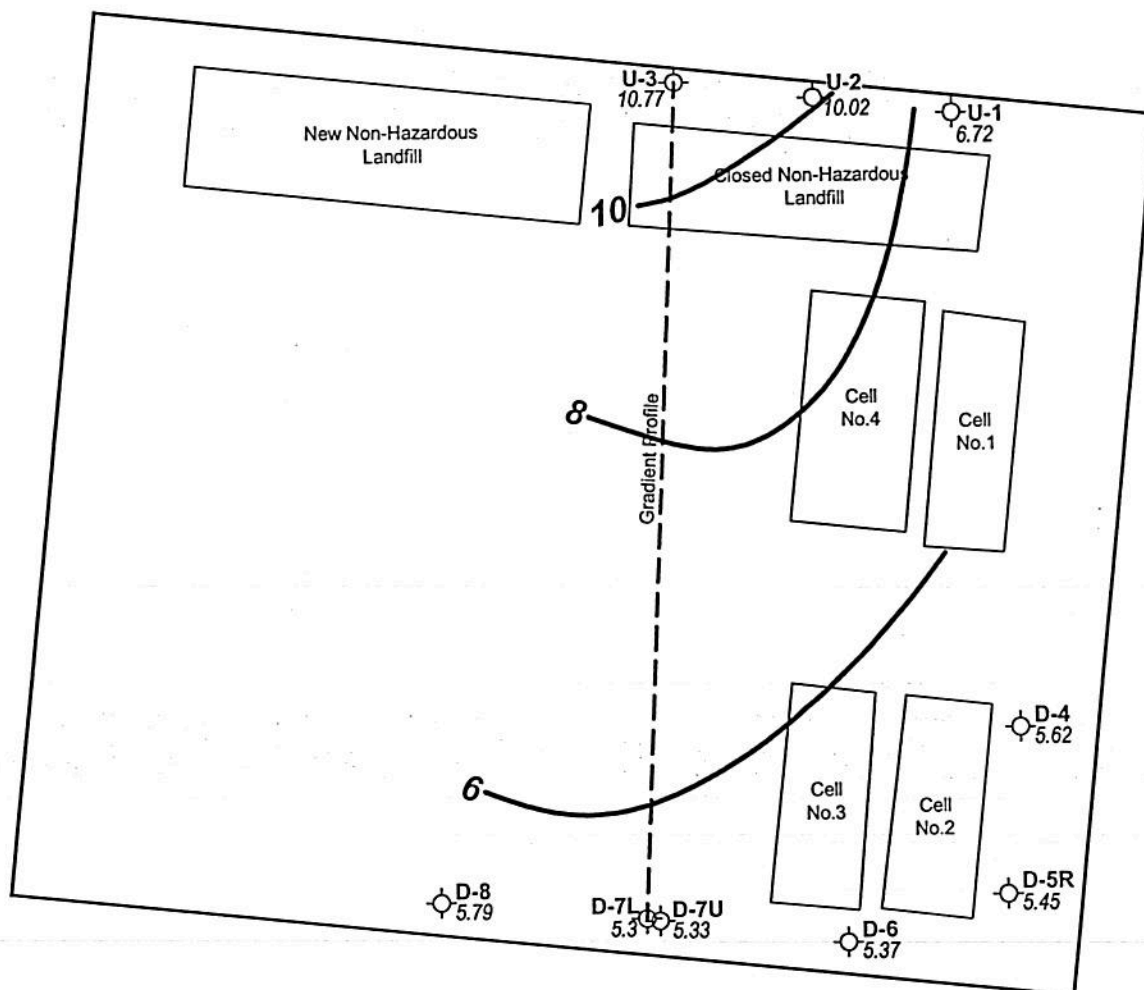 U-3
10.77
U-2
10.02
U-1
6.72
New Non-Hazardous
Landfill
Closed Non-Hazardous
Landfill
10
8
Gradient Profile
Cell
No.4
Cell
No.1
6
D-4
5.62
Cell
No.3
Cell
No.2
D-8
5.79
D-7L
5.3
D-7U
5.33
D-5R
5.45
D-6
5.37